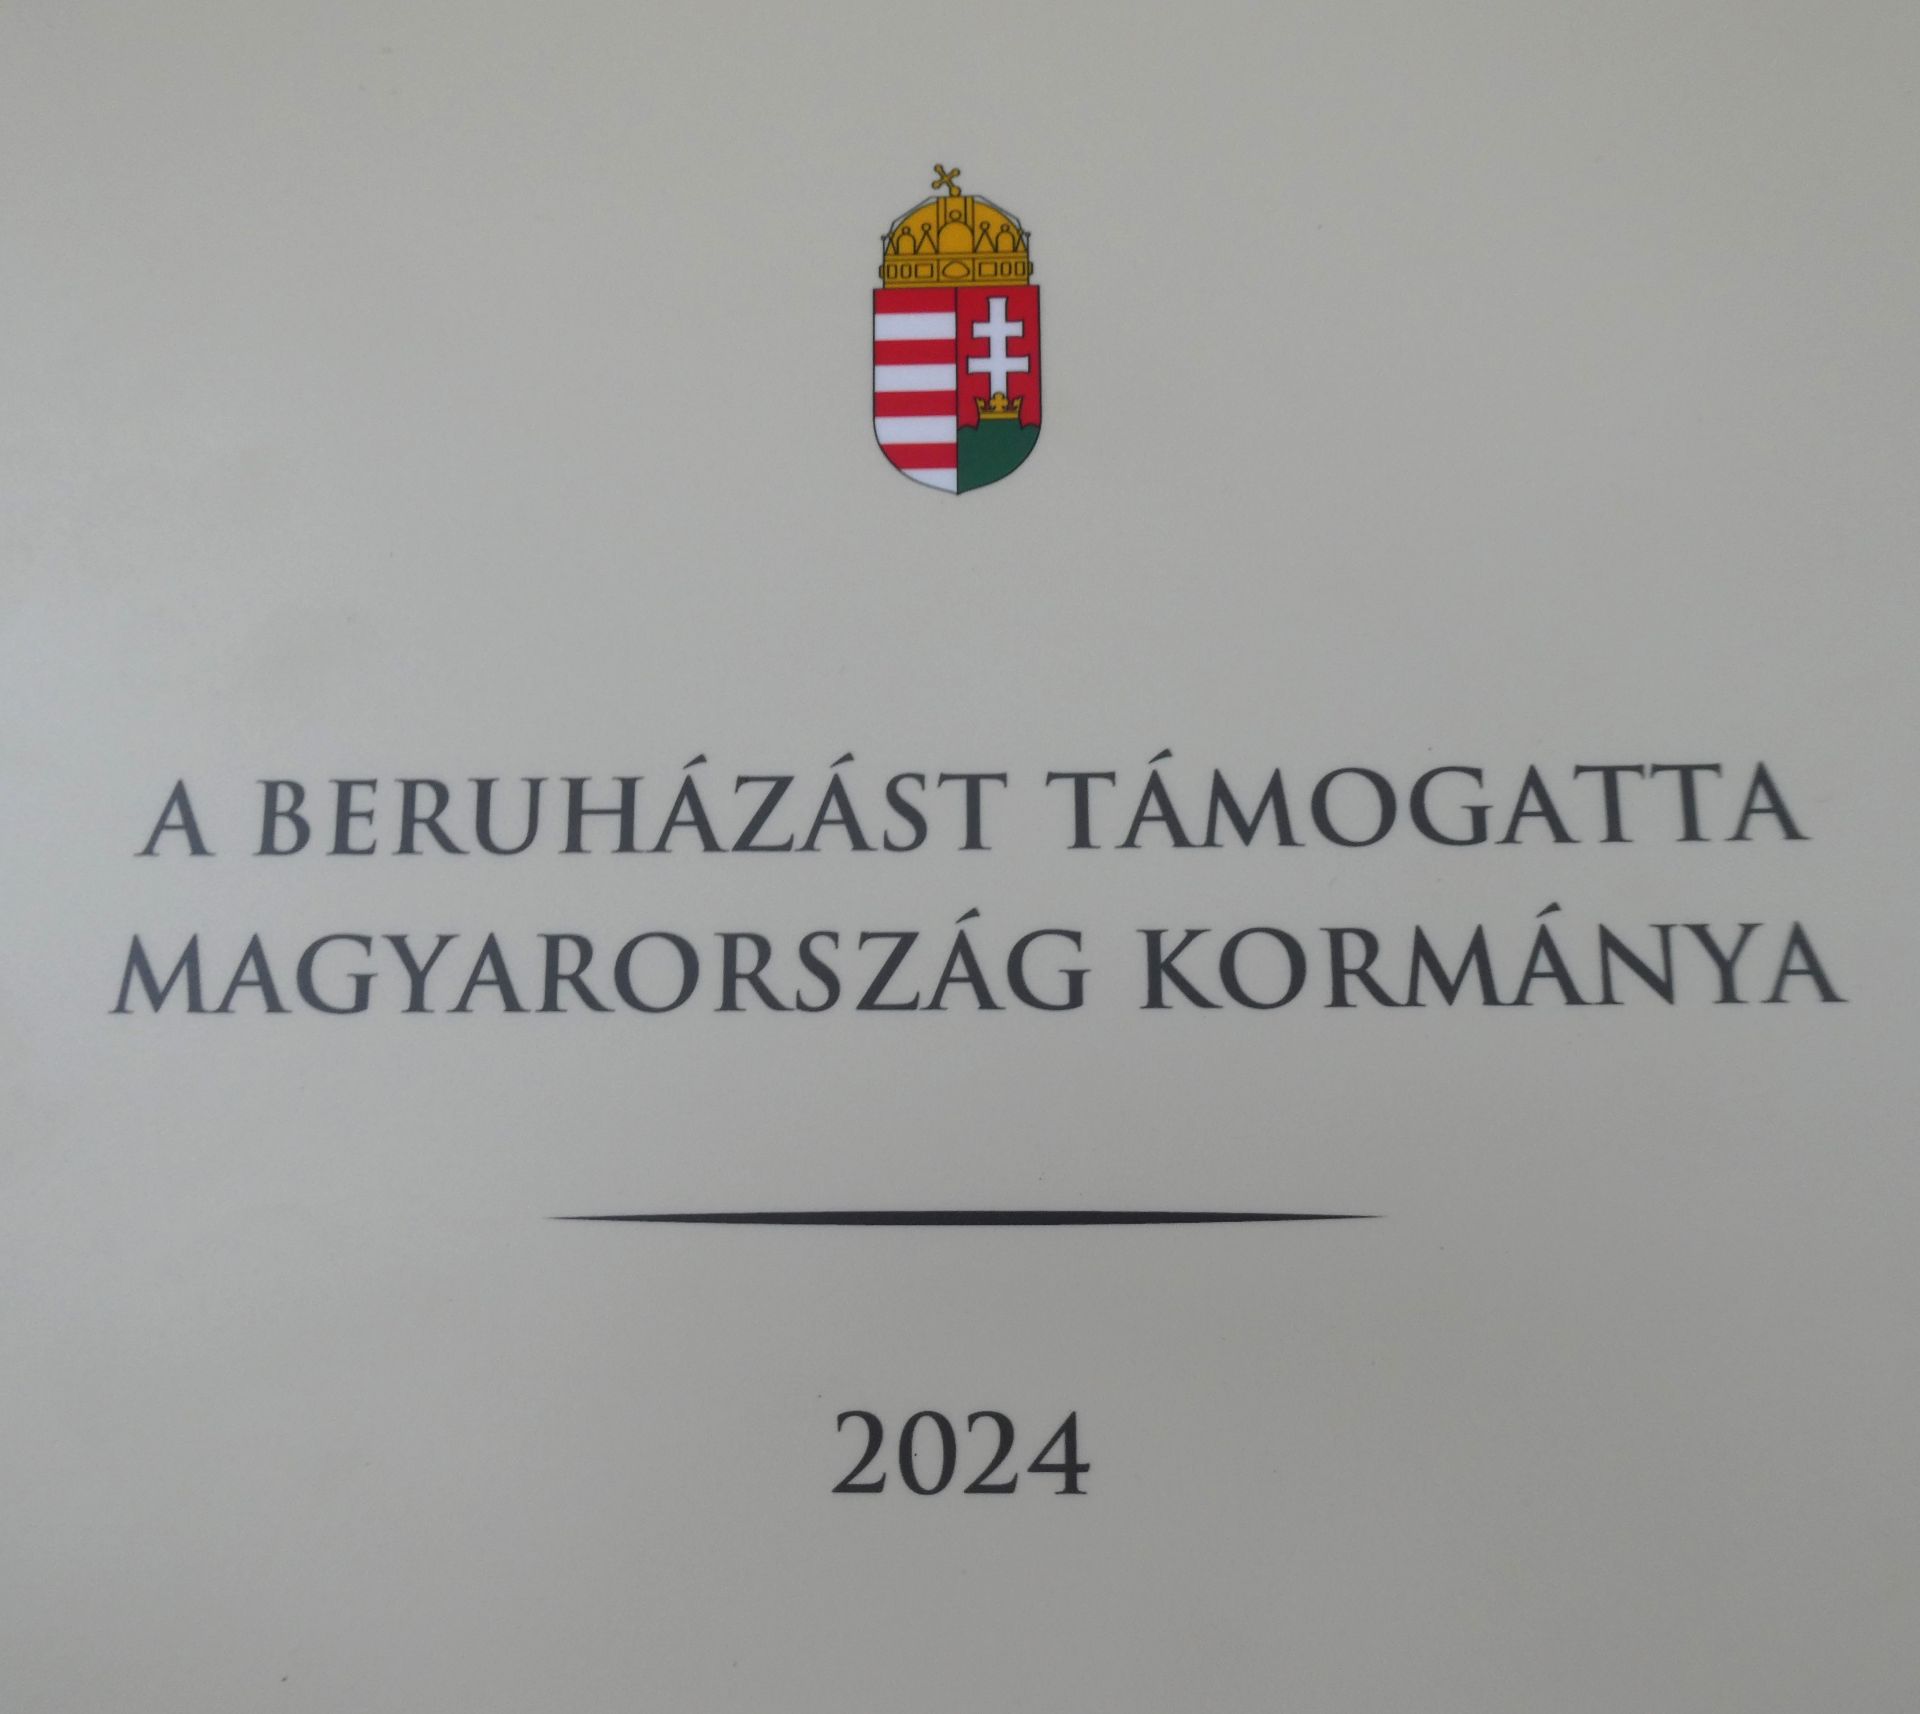 A BERUHÁZÁST TÁMOGATTA
MAGYARORSZÁG KORMÁNYA
2024